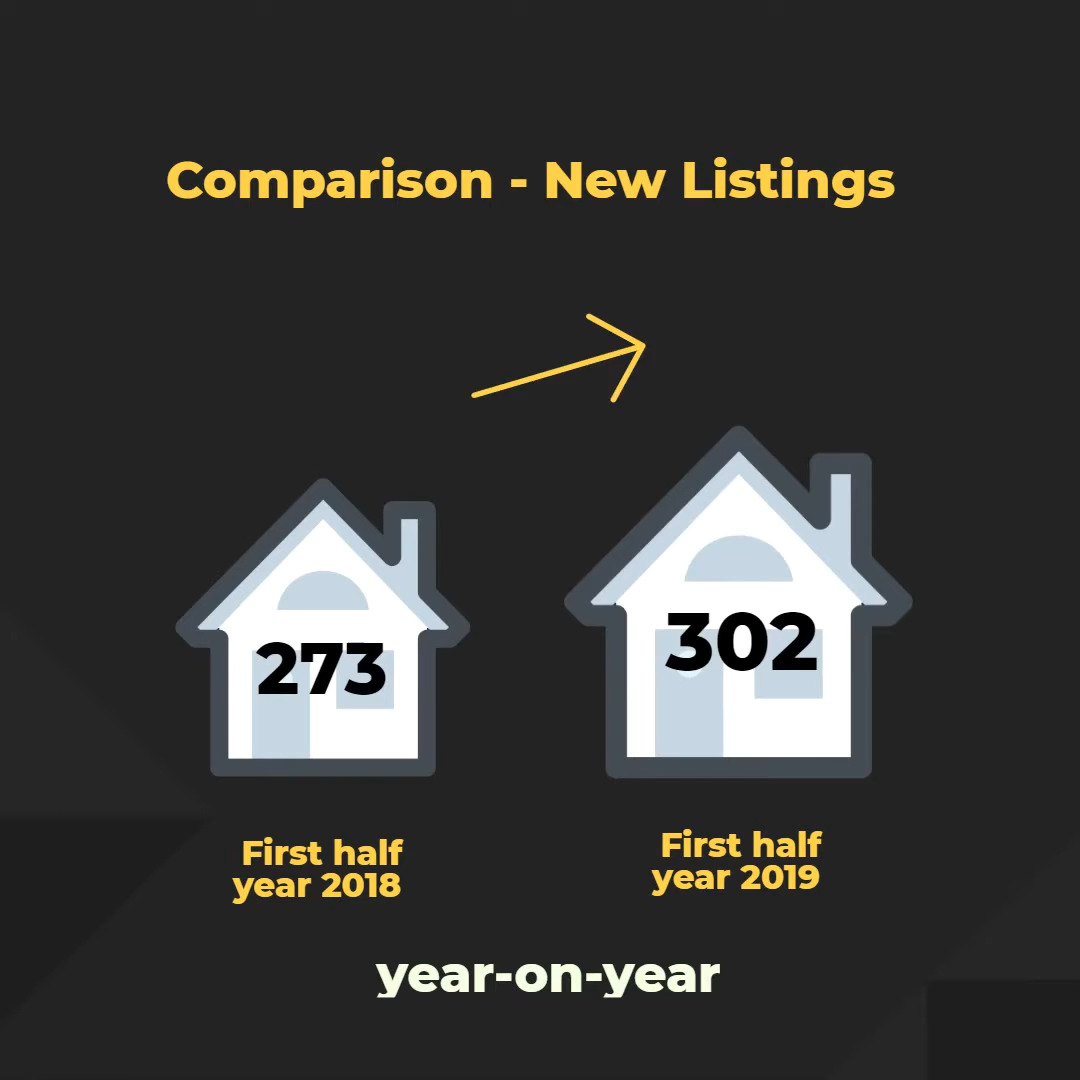 Comparison - New Listings
273
302
First half
year 2018
First half
year 2019
year-on-year